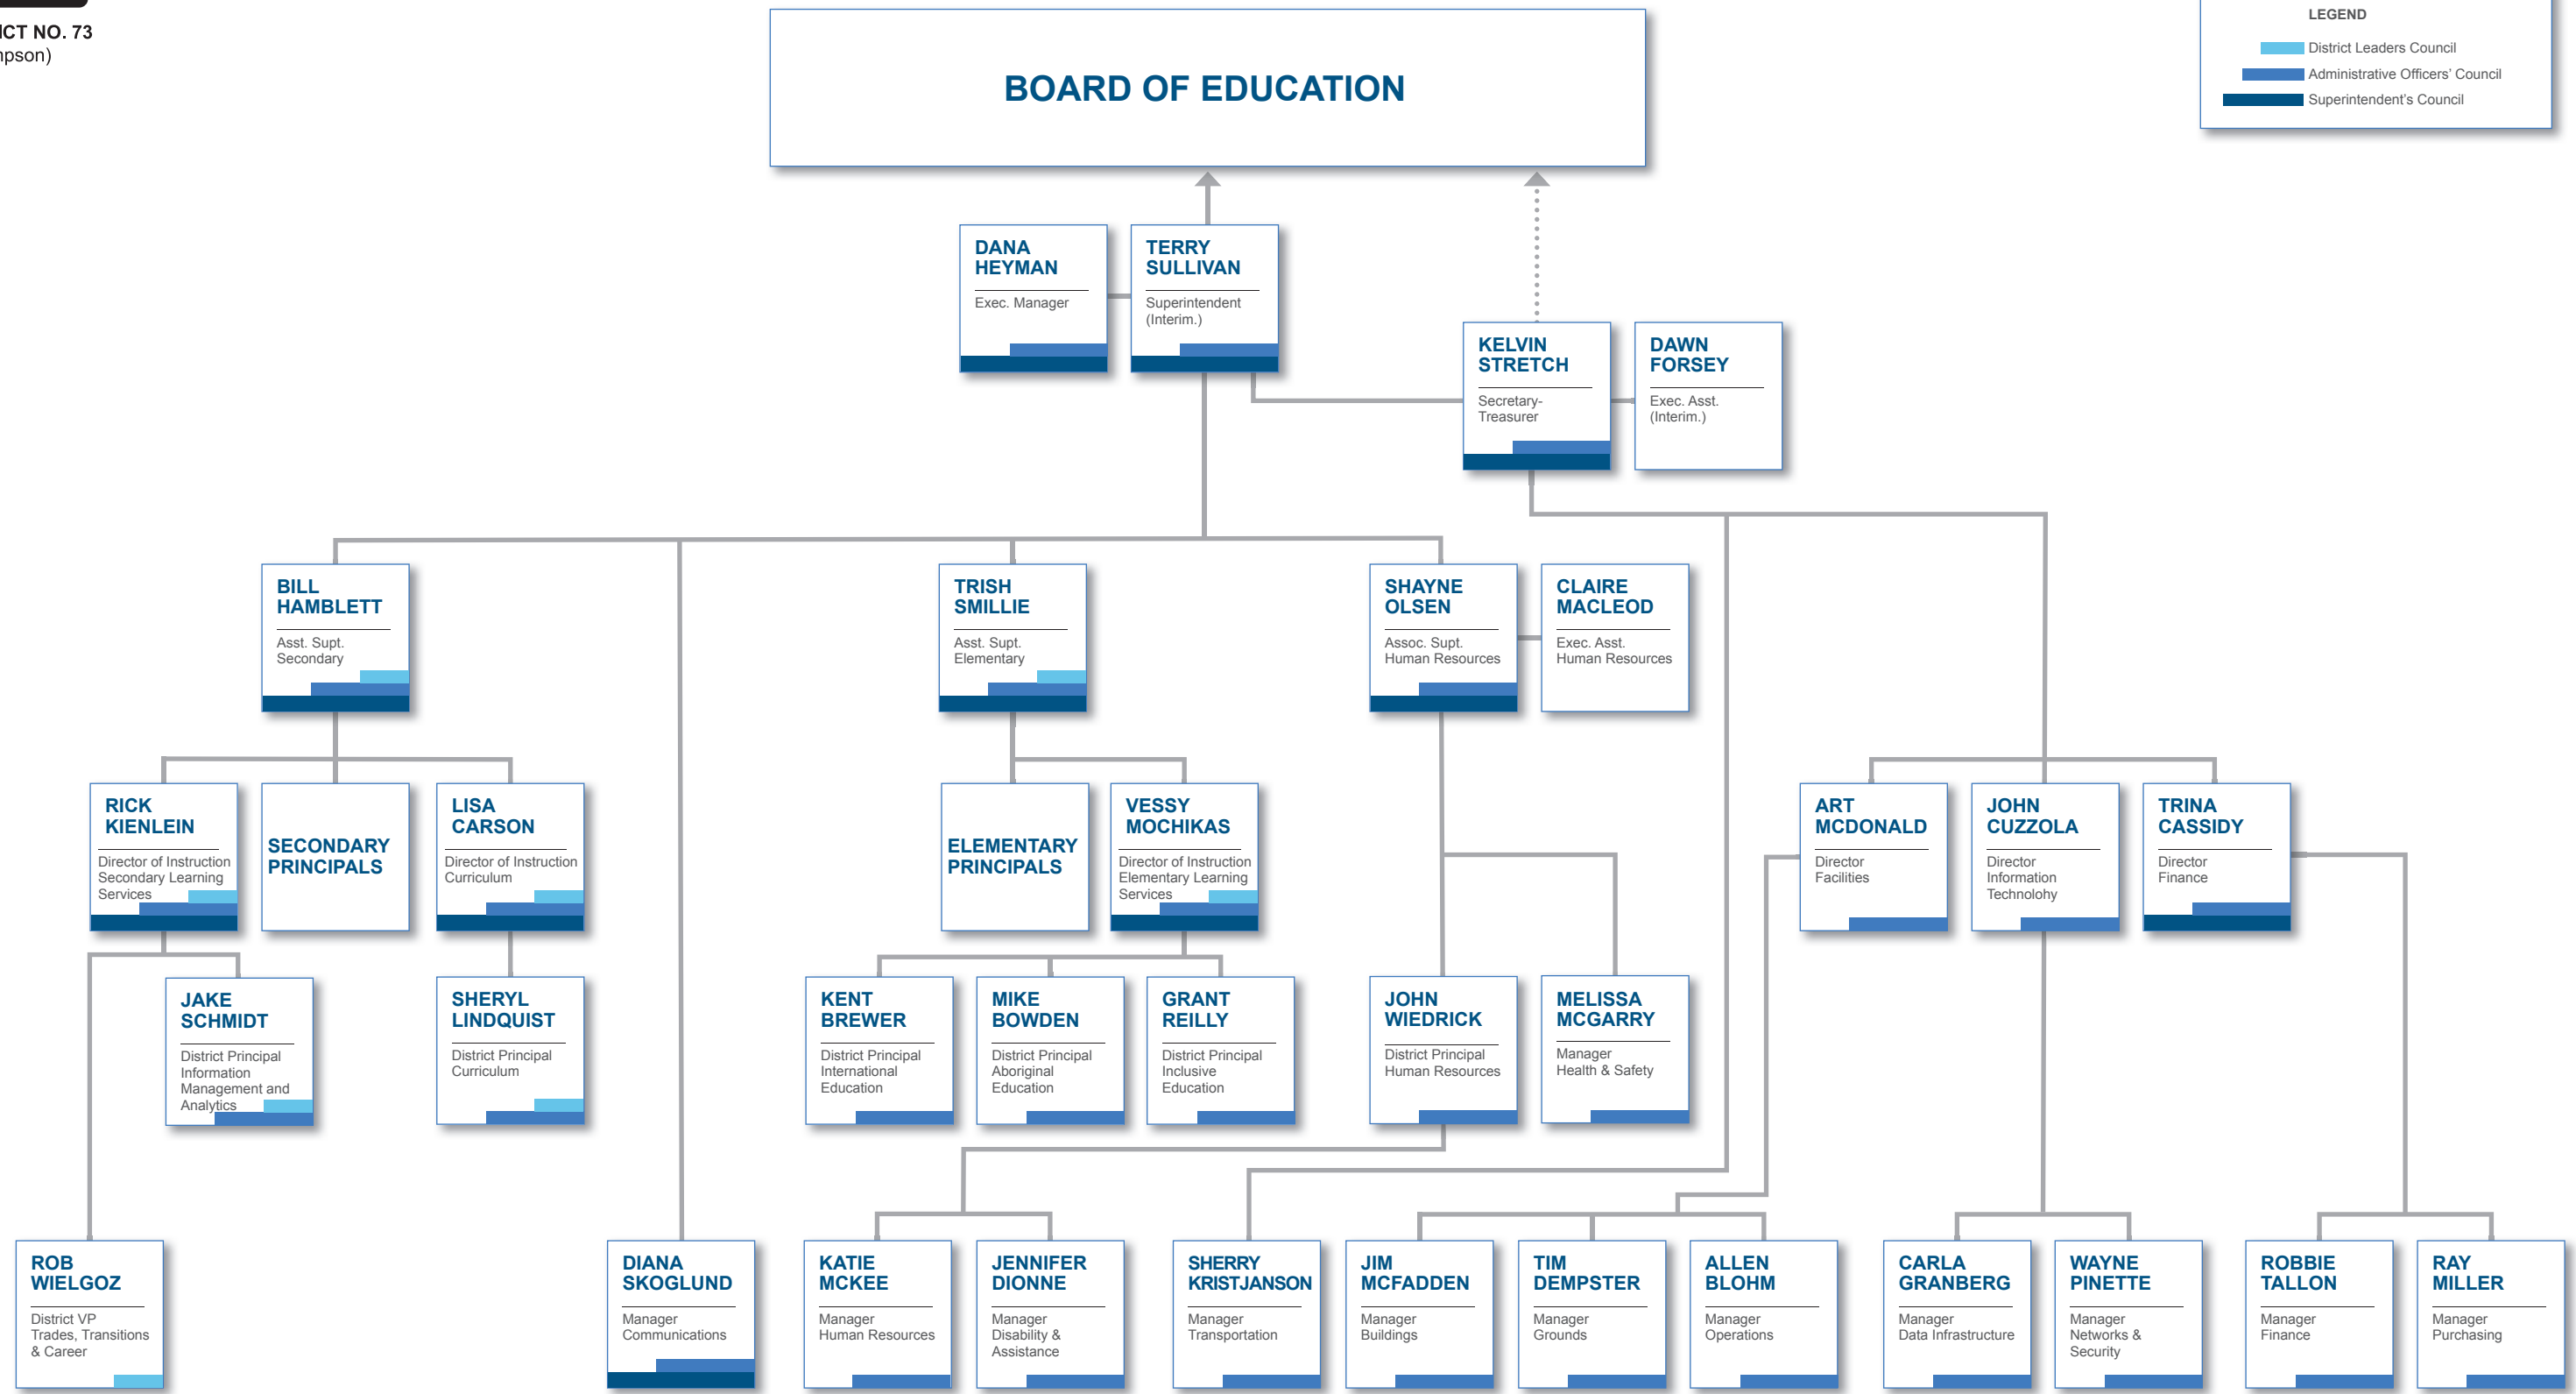 NO. 73
LEGEND
District Leaders Council
Administrative Officers' Council
Superintendent's Council
BOARD OF EDUCATION
DANA
HEYMAN
Exec. Manager
TERRY
SULLIVAN
Superintendent
(Interim.)
KELVIN
STRETCH
Secretary-
Treasurer
DAWN
FORSEY
Exec. Asst.
(Interim.)
BILL
HAMBLETT
Asst. Supt.
Secondary
TRISH
SMILLIE
Asst. Supt.
Elementary
SHAYNE
OLSEN
Assoc. Supt.
Human Resources
CLAIRE
MACLEOD
Exec. Asst.
Human Resources
RICK
KIENLEIN
Director of Instruction
Secondary Learning
Services
SECONDARY
PRINCIPALS
LISA
CARSON
Director of Instruction
Curriculum
ELEMENTARY
PRINCIPALS
VESSY
MOCHIKAS
Director of Instruction
Elementary Learning
Services
ART
MCDONALD
Director
Facilities
JOHN
CUZZOLA
Director
Information
Technolohy
TRINA
CASSIDY
Director
Finance
JAKE
SCHMIDT
District Principal
Information
Management and
Analytics
SHERYL
LINDQUIST
District Principal
Curriculum
KENT
BREWER
District Principal
International
Education
MIKE
BOWDEN
District Principal
Aboriginal
Education
GRANT
REILLY
District Principal
Inclusive
Education
JOHN
WIEDRICK
District Principal
Human Resources
MELISSA
MCGARRY
Manager
Health & Safety
ROB
WIELGOZ
District VP
Trades, Transitions
& Career
DIANA
SKOGLUND
Manager
Communications
KATIE
MCKEE
Manager
Human Resources
JENNIFER
DIONNE
Manager
Disability &
Assistance
SHERRY
KRISTJANSON
Manager
Transportation
JIM
MCFADDEN
Manager
Buildings
TIM
DEMPSTER
Manager
Grounds
ALLEN
BLOHM
Manager
Operations
CARLA
GRANBERG
Manager
Data Infrastructure
WAYNE
PINETTE
Manager
Networks &
Security
ROBBIE
TALLON
Manager
Finance
RAY
MILLER
Manager
Purchasing